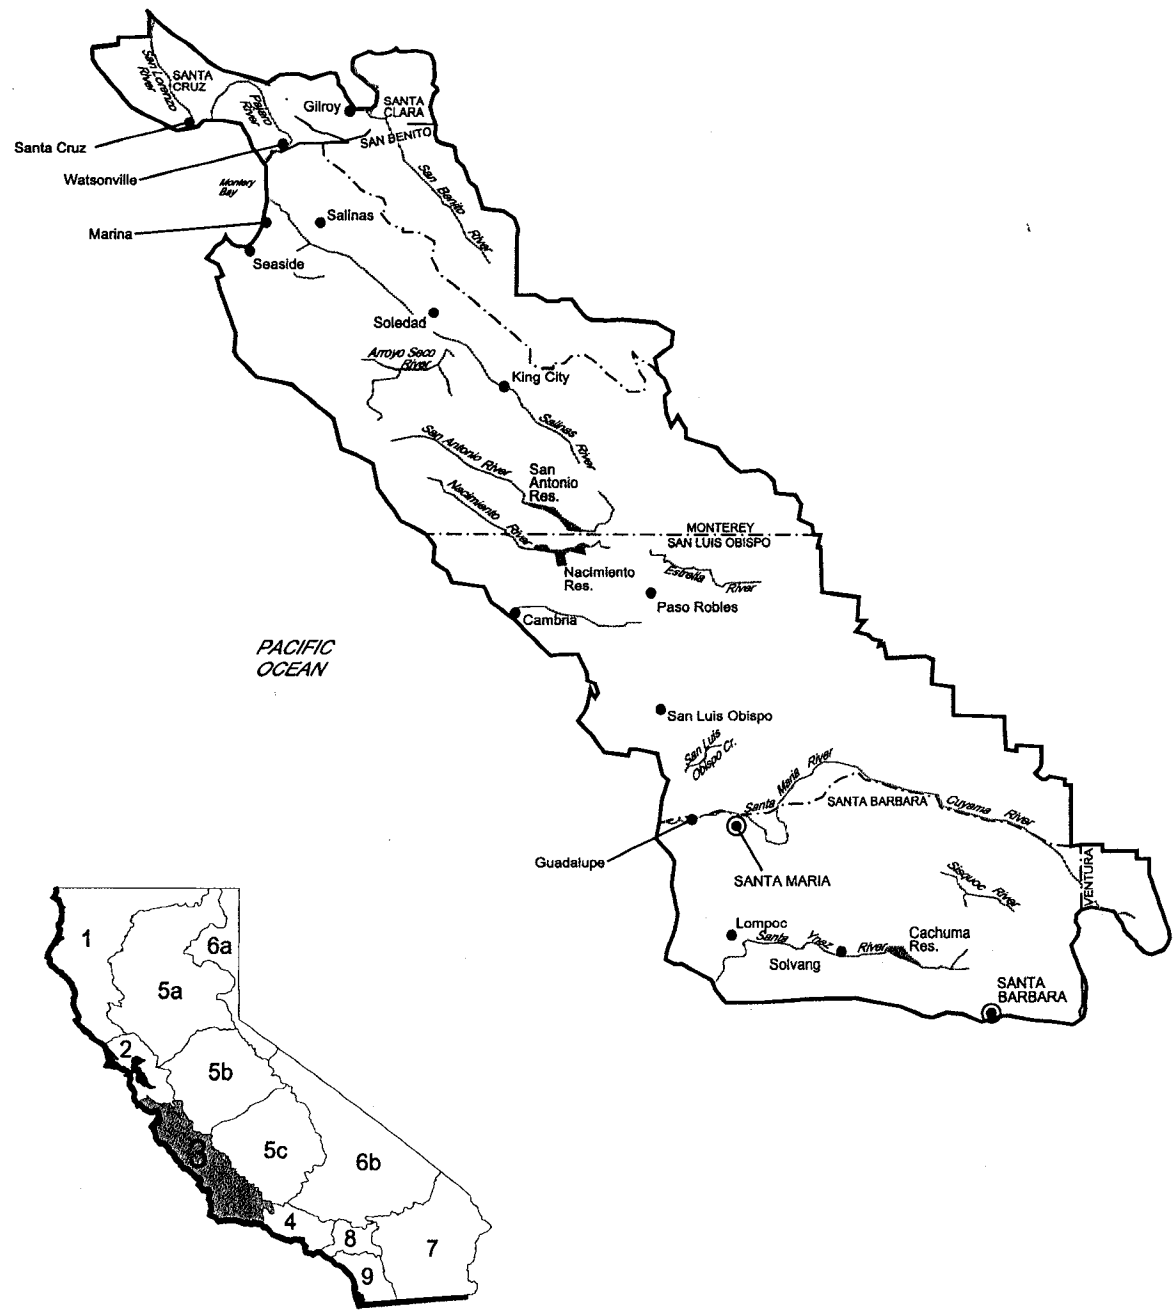 San Lorenzo
River
SANTA
CRUZ
Pajero
River
Gilroy
SANTA
CLARA
SAN BENITO
Santa Cruz
Watsonville
Montery
Bay
San Benito
River
Marina
Salinas
Seaside
Soledad
Arroyo Seco
River
King City
Salinas
River
San Antonio River
San
Antonio
Res.
Nacimiento
River
MONTEREY
SAN LUIS OBISPO
Nacimiento
Res.
Estrella
River
Paso Robles
Cambria
PACIFIC
OCEAN
San Luis Obispo
San Luis
Obispo Cr.
Santa Maria River
SANTA BARBARA
Cuyama River
Guadalupe
SANTA MARIA
VENTURA
Sisquoc River
Lompoc
Santa Ynez River
Cachuma
Res.
Solvang
SANTA
BARBARA
1
6a
5a
2
5b
3
5c
6b
4
8
7
9